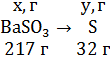 х, г у, г
BaSO₃ → S
217 г 32 г